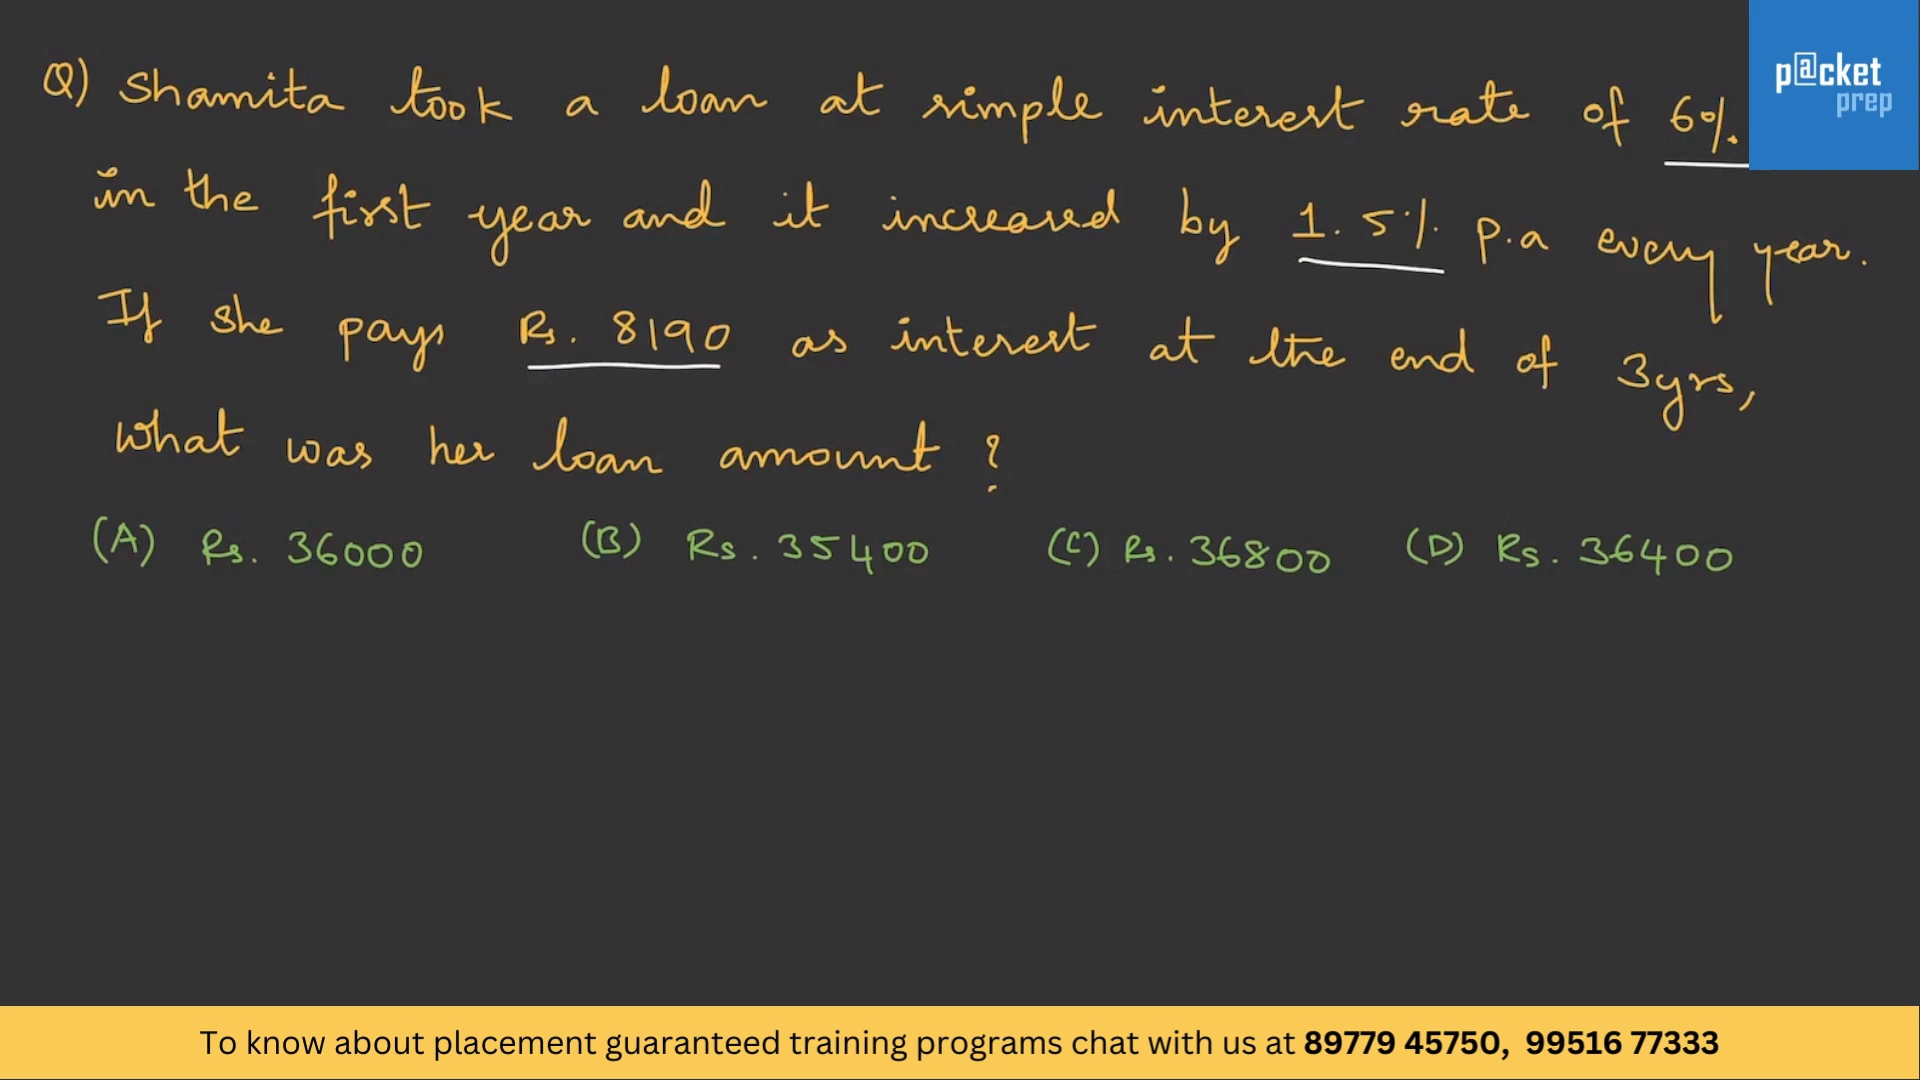 Q) Shamita took a loan at simple interest rate of 6%.
p@cket
prep
in the first year and it increased by 1.5%. p.a every year.
If she pays Rs. 8190 as interest at the end of 3yrs,
what was her loan amount ?
(A) Rs. 36000 (B) Rs. 35400 (C) Rs. 36800 (D) Rs. 36400
To know about placement guaranteed training programs chat with us at 89779 45750, 99516 77333